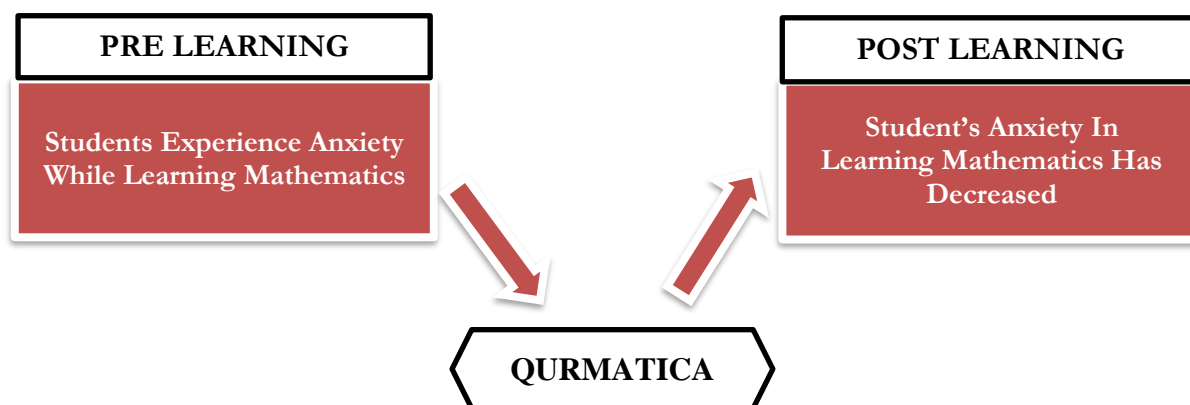 PRE LEARNING
Students Experience Anxiety
While Learning Mathematics
POST LEARNING
Student’s Anxiety In
Learning Mathematics Has
Decreased
QURMATICA